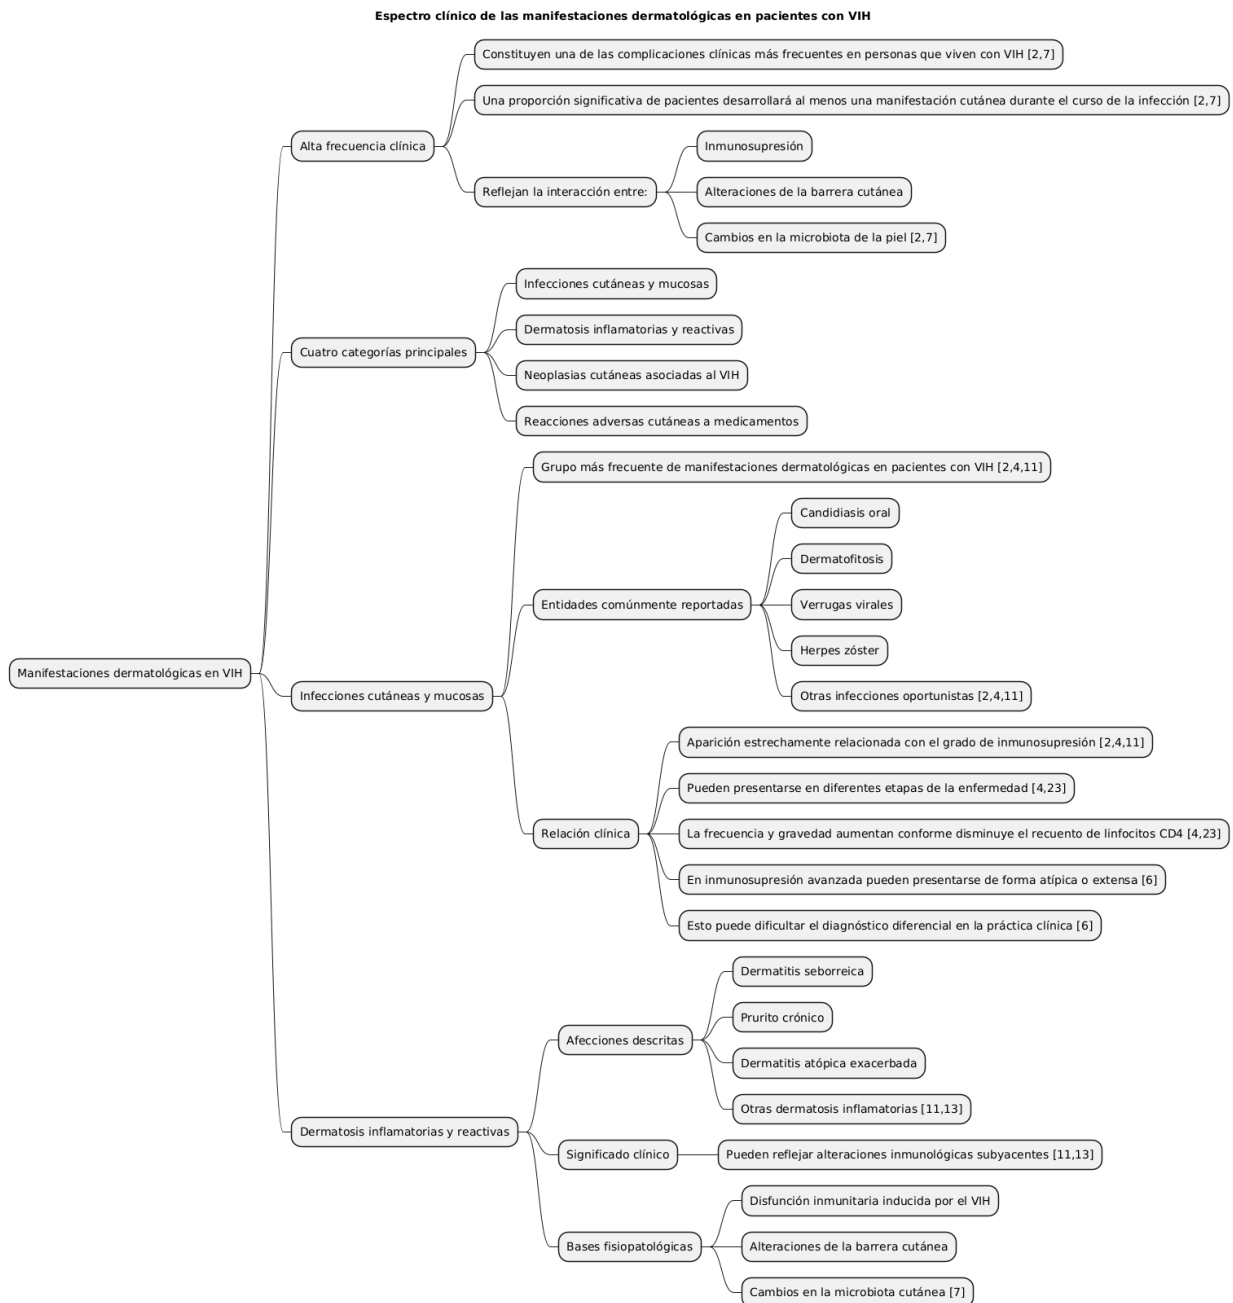 Espectro clínico de las manifestaciones dermatológicas en pacientes con VIH
Manifestaciones dermatológicas en VIH
Alta frecuencia clínica
Constituyen una de las complicaciones clínicas más frecuentes en personas que viven con VIH [2,7]
Una proporción significativa de pacientes desarrollará al menos una manifestación cutánea durante el curso de la infección [2,7]
Reflejan la interacción entre:
Inmunosupresión
Alteraciones de la barrera cutánea
Cambios en la microbiota de la piel [2,7]
Cuatro categorías principales
Infecciones cutáneas y mucosas
Dermatosis inflamatorias y reactivas
Neoplasias cutáneas asociadas al VIH
Reacciones adversas cutáneas a medicamentos
Infecciones cutáneas y mucosas
Grupo más frecuente de manifestaciones dermatológicas en pacientes con VIH [2,4,11]
Entidades comúnmente reportadas
Candidiasis oral
Dermatofitosis
Verrugas virales
Herpes zóster
Otras infecciones oportunistas [2,4,11]
Relación clínica
Aparición estrechamente relacionada con el grado de inmunosupresión [2,4,11]
Pueden presentarse en diferentes etapas de la enfermedad [4,23]
La frecuencia y gravedad aumentan conforme disminuye el recuento de linfocitos CD4 [4,23]
En inmunosupresión avanzada pueden presentarse de forma atípica o extensa [6]
Esto puede dificultar el diagnóstico diferencial en la práctica clínica [6]
Dermatosis inflamatorias y reactivas
Afecciones descritas
Dermatitis seborreica
Prurito crónico
Dermatitis atópica exacerbada
Otras dermatosis inflamatorias [11,13]
Significado clínico
Pueden reflejar alteraciones inmunológicas subyacentes [11,13]
Bases fisiopatológicas
Disfunción inmunitaria inducida por el VIH
Alteraciones de la barrera cutánea
Cambios en la microbiota cutánea [7]